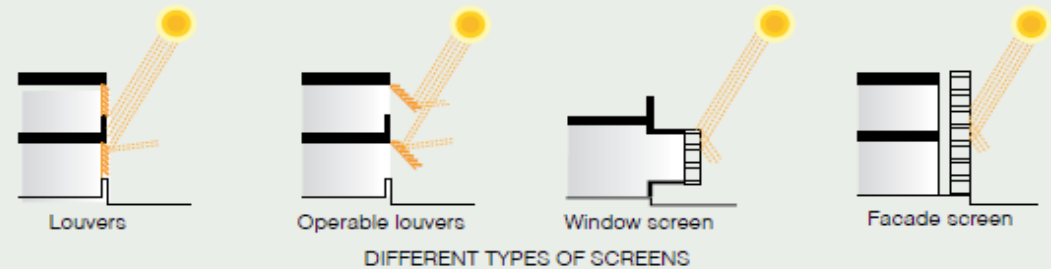 Louvers
Operable louvers
Window screen
Facade screen
DIFFERENT TYPES OF SCREENS